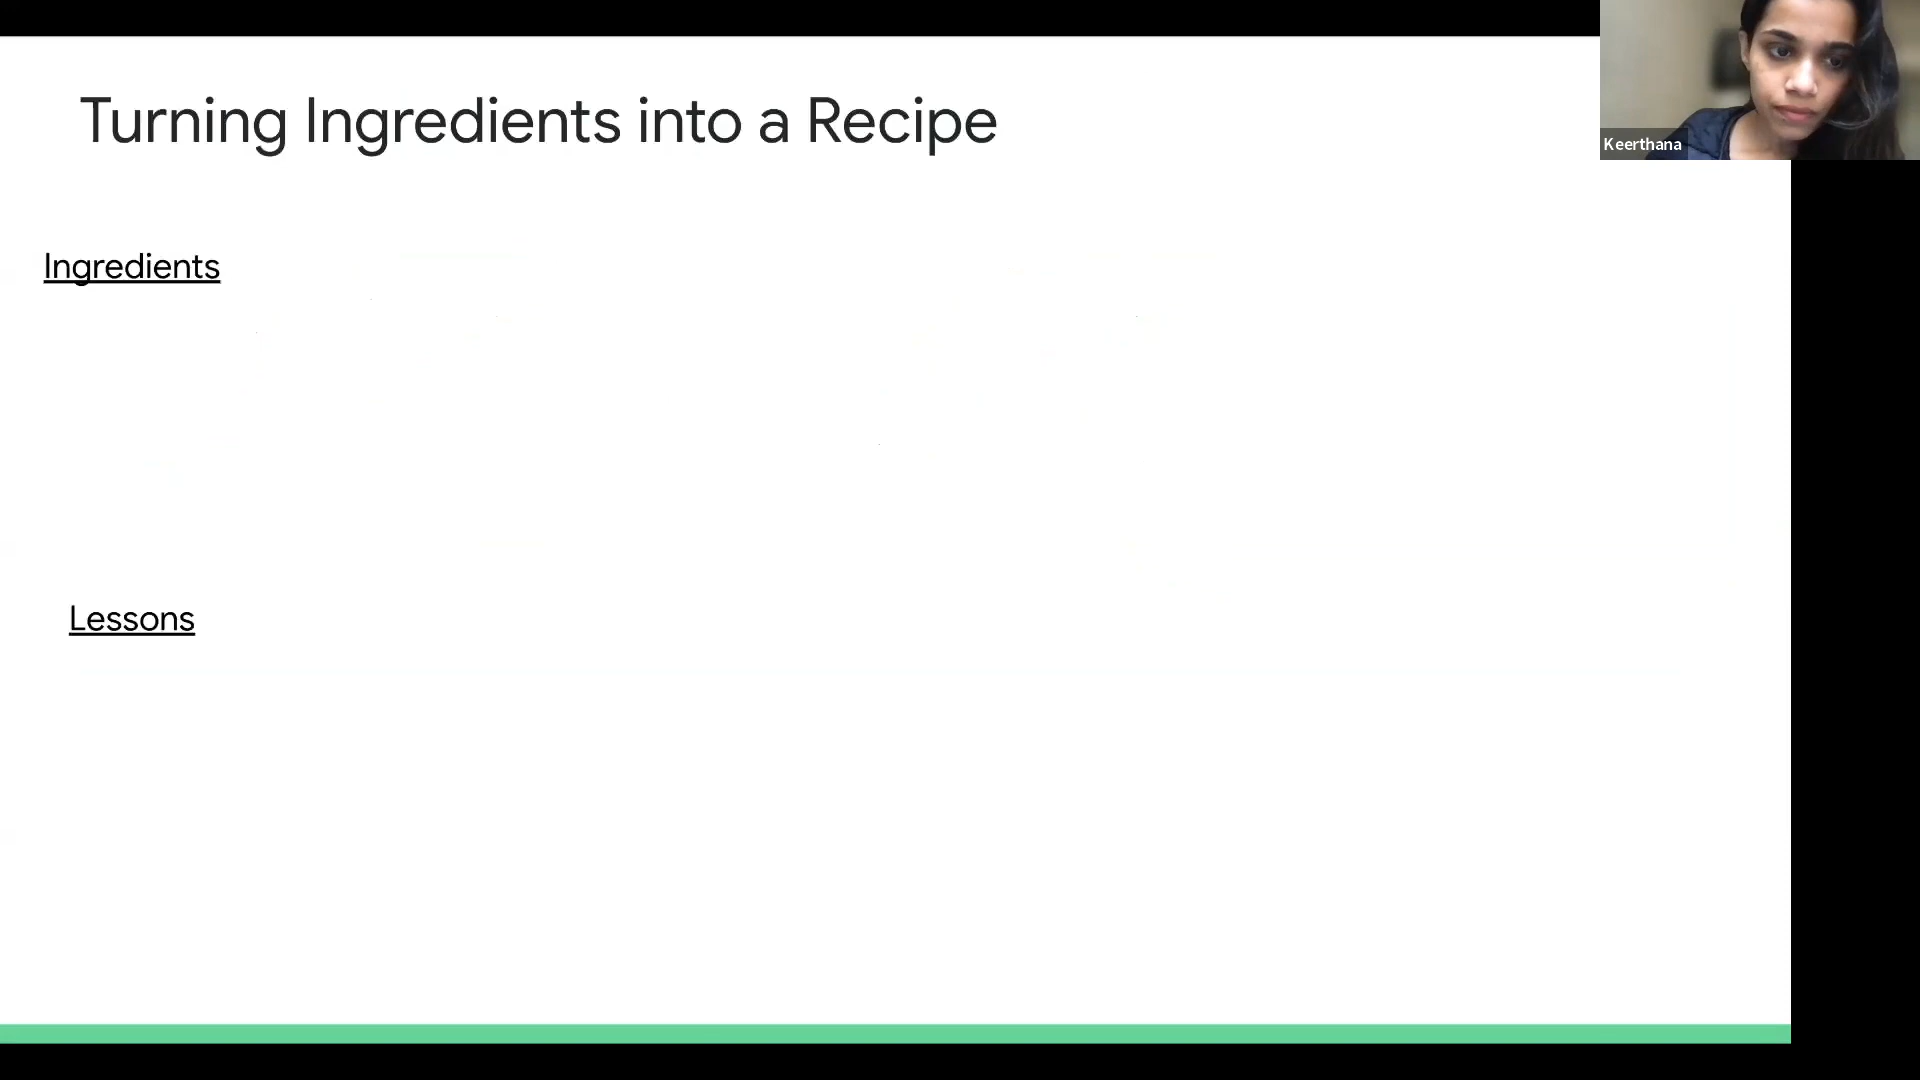 Turning Ingredients into a Recipe
Keerthana
Ingredients
Lessons